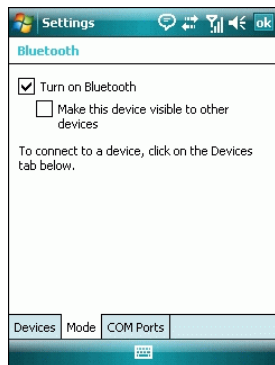 Settings ok
Bluetooth
Turn on Bluetooth
Make this device visible to other
devices
To connect to a device, click on the Devices
tab below.
Devices Mode COM Ports